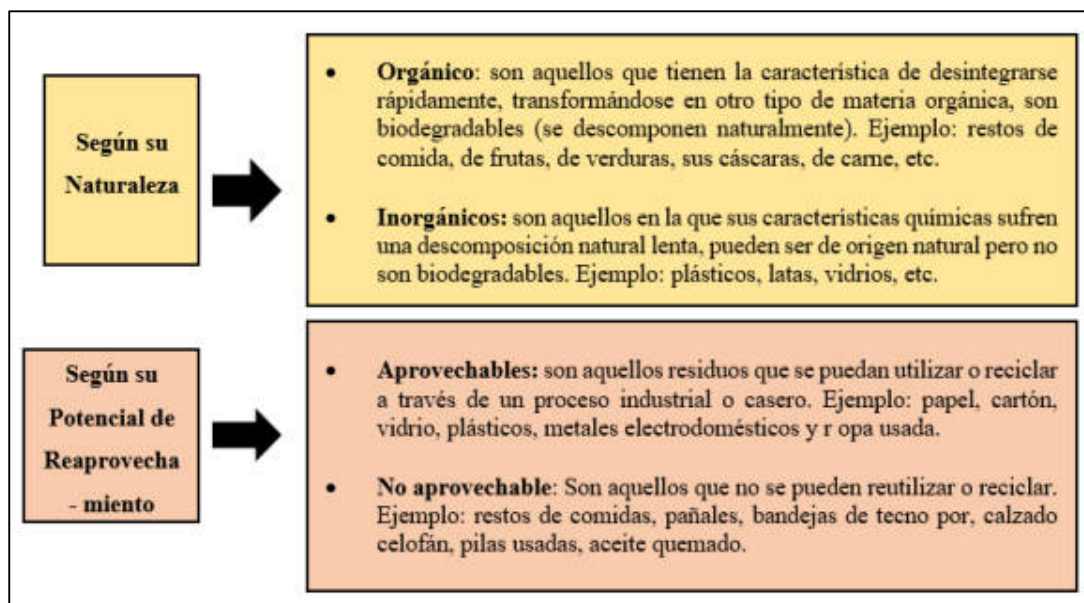 Según su
Naturaleza
• Orgánico: son aquellos que tienen la característica de desintegrarse
rápidamente, transformándose en otro tipo de materia orgánica, son
biodegradables (se descomponen naturalmente). Ejemplo: restos de
comida, de frutas, de verduras, sus cáscaras, de carne, etc.
• Inorgánicos: son aquellos en la que sus características químicas sufren
una descomposición natural lenta, pueden ser de origen natural pero no
son biodegradables. Ejemplo: plásticos, latas, vidrios, etc.
Según su
Potencial de
Reaprovecha
- miento
• Aprovechables: son aquellos residuos que se puedan utilizar o reciclar
a través de un proceso industrial o casero. Ejemplo: papel, cartón,
vidrio, plásticos, metales electrodomésticos y r opa usada.
• No aprovechable: Son aquellos que no se pueden reutilizar o reciclar.
Ejemplo: restos de comidas, pañales, bandejas de tecno por, calzado
celofán, pilas usadas, aceite quemado.